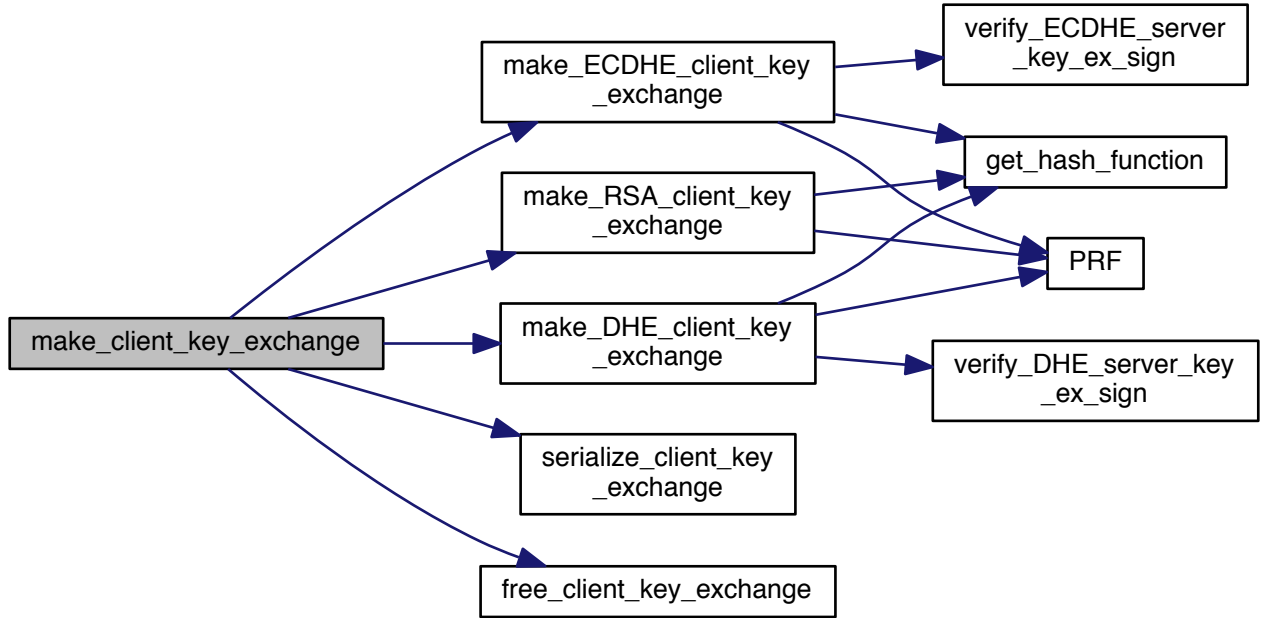 make_client_key_exchange
make_ECDHE_client_key
_exchange
make_RSA_client_key
_exchange
make_DHE_client_key
_exchange
serialize_client_key
_exchange
free_client_key_exchange
verify_ECDHE_server
_key_ex_sign
get_hash_function
PRF
verify_DHE_server_key
_ex_sign